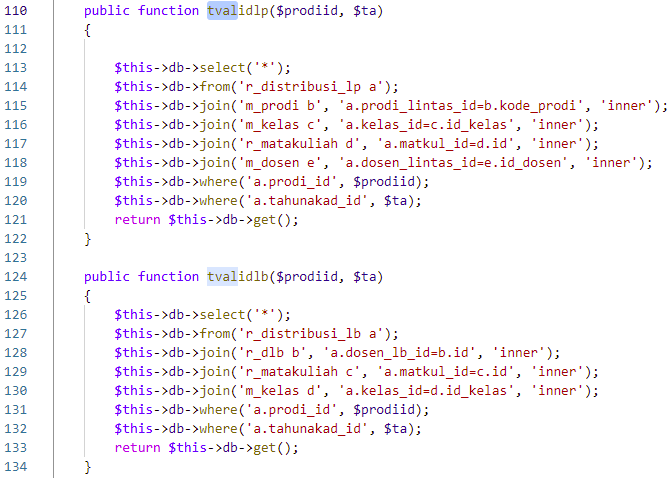 110 public function tvalidlp($prodiid, $ta)
111 {
112
113 $this->db->select('*');
114 $this->db->from('r_distribusi_lp a');
115 $this->db->join('m_prodi b', 'a.prodi_lintas_id=b.kode_prodi', 'inner');
116 $this->db->join('m_kelas c', 'a.kelas_id=c.id_kelas', 'inner');
117 $this->db->join('r_matakuliah d', 'a.matkul_id=d.id', 'inner');
118 $this->db->join('m_dosen e', 'a.dosen_lintas_id=e.id_dosen', 'inner');
119 $this->db->where('a.prodi_id', $prodiid);
120 $this->db->where('a.tahunakad_id', $ta);
121 return $this->db->get();
122 }
123
124 public function tvalidlb($prodiid, $ta)
125 {
126 $this->db->select('*');
127 $this->db->from('r_distribusi_lb a');
128 $this->db->join('r_dlb b', 'a.dosen_lb_id=b.id', 'inner');
129 $this->db->join('r_matakuliah c', 'a.matkul_id=c.id', 'inner');
130 $this->db->join('m_kelas d', 'a.kelas_id=d.id_kelas', 'inner');
131 $this->db->where('a.prodi_id', $prodiid);
132 $this->db->where('a.tahunakad_id', $ta);
133 return $this->db->get();
134 }